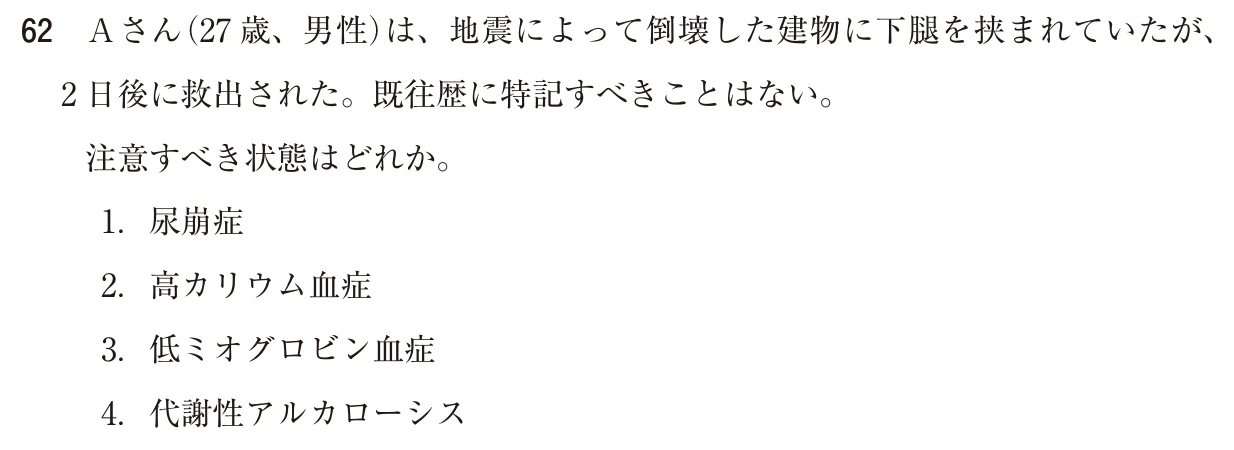 62 Aさん(27歳、男性)は、地震によって倒壊した建物に下腿を挟まれていたが、
2日後に救出された。既往歴に特記すべきことはない。
注意すべき状態はどれか。
1. 尿崩症
2. 高カリウム血症
3. 低ミオグロビン血症
4. 代謝性アルカローシス